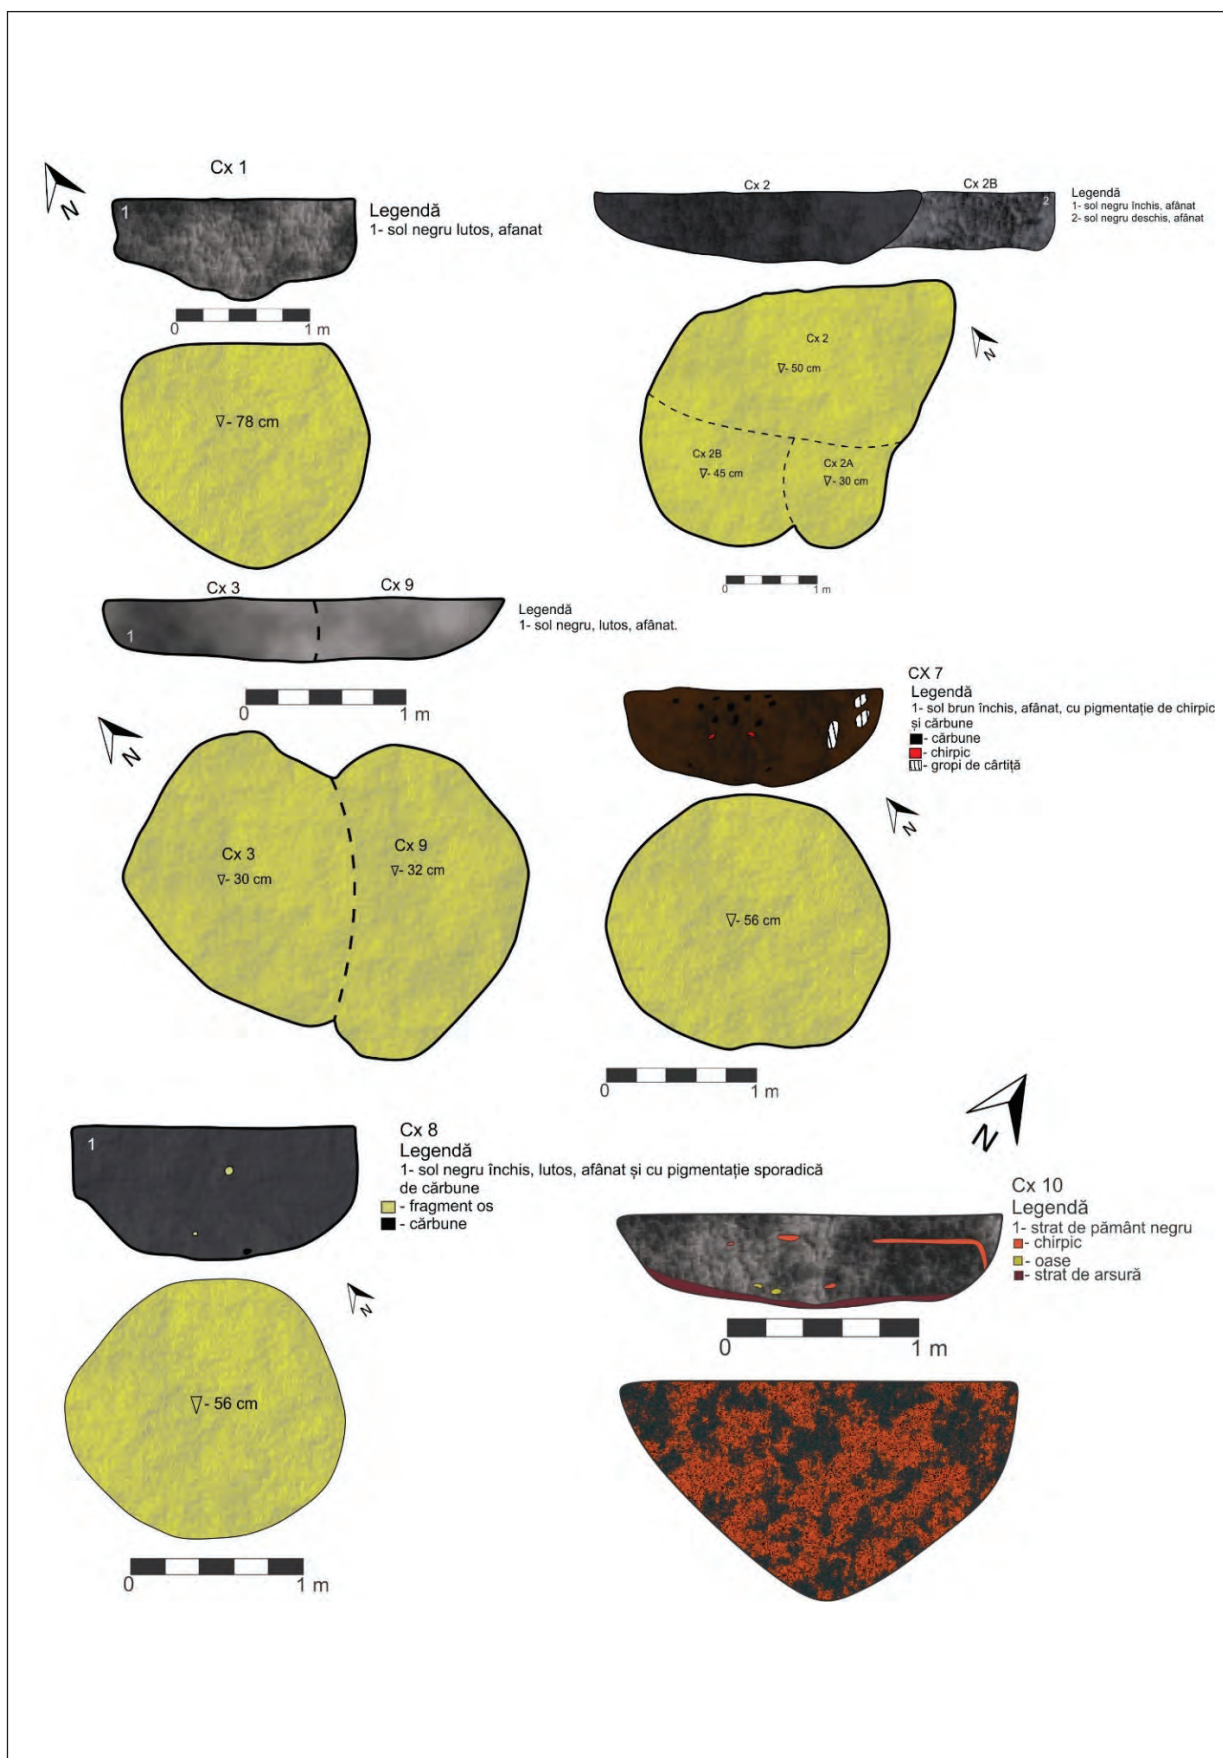 Cx 1
N
1
Legendă
1- sol negru lutos, afanat
0 1 m
- 78 cm
Cx 2 Cx 2B
2
Legendă
1- sol negru închis, afânat
2- sol negru deschis, afânat
Cx 2
- 50 cm
N
Cx 2B
- 45 cm
Cx 2A
- 30 cm
0 1m
Cx 3 Cx 9
1
Legendă
1- sol negru, lutos, afânat.
0 1 m
N
Cx 3
- 30 cm
Cx 9
- 32 cm
CX 7
Legendă
1- sol brun închis, afânat, cu pigmentație de chirpic
și cărbune
- cărbune
- chirpic
- gropi de cârtiță
N
- 56 cm
0 1 m
Cx 8
1
Legendă
1- sol negru închis, lutos, afânat și cu pigmentație sporadică
de cărbune
- fragment os
- cărbune
N
- 56 cm
0 1 m
N
Cx 10
Legendă
1- strat de pământ negru
- chirpic
- oase
- strat de arsură
0 1 m